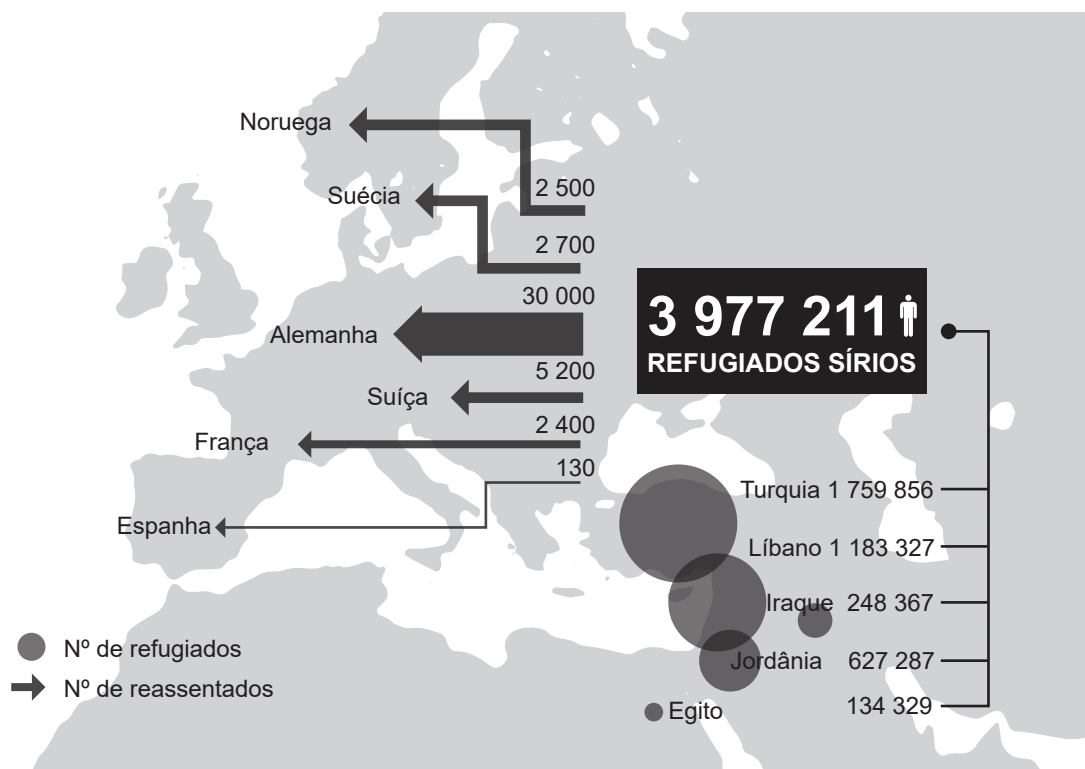 Noruega
2 500
Suécia
2 700
30 000
Alemanha
5 200
Suíça
2 400
França
130
Espanha
3 977 211
REFUGIADOS SÍRIOS
Turquia 1 759 856
Líbano 1 183 327
Iraque 248 367
Jordânia 627 287
Egito 134 329
Nº de refugiados
Nº de reassentados